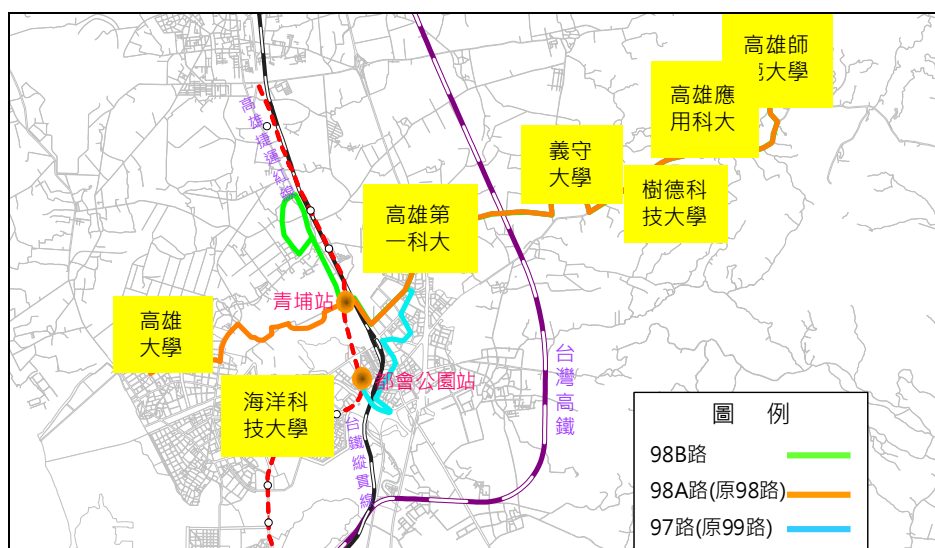 高雄師
範大學
高雄應
用科大
義守
大學
樹德科
技大學
高雄捷運紅線
高雄第
一科大
青埔站
高雄
大學
都會公園站
海洋科
技大學
台鐵縱貫線
台灣高鐵
圖 例
98B路
98A路(原98路)
97路(原99路)